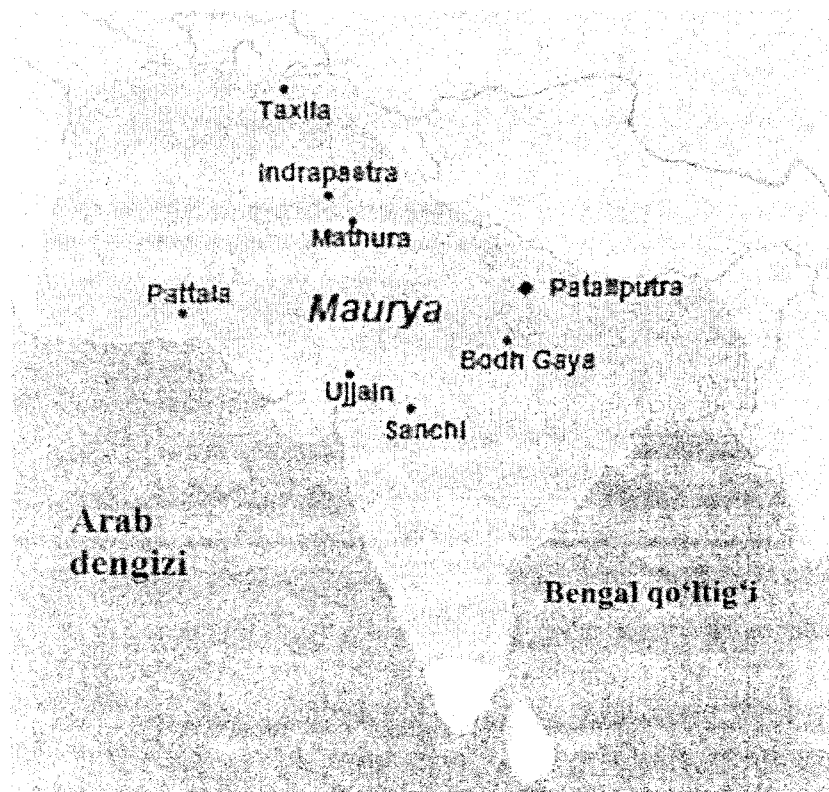 Taxila
Indrapastra
Mathura
Pattala
Maurya
Pataliputra
Bodh Gaya
Ujjain
Sanchi
Arab
dengizi
Bengal qo‘ltig‘i